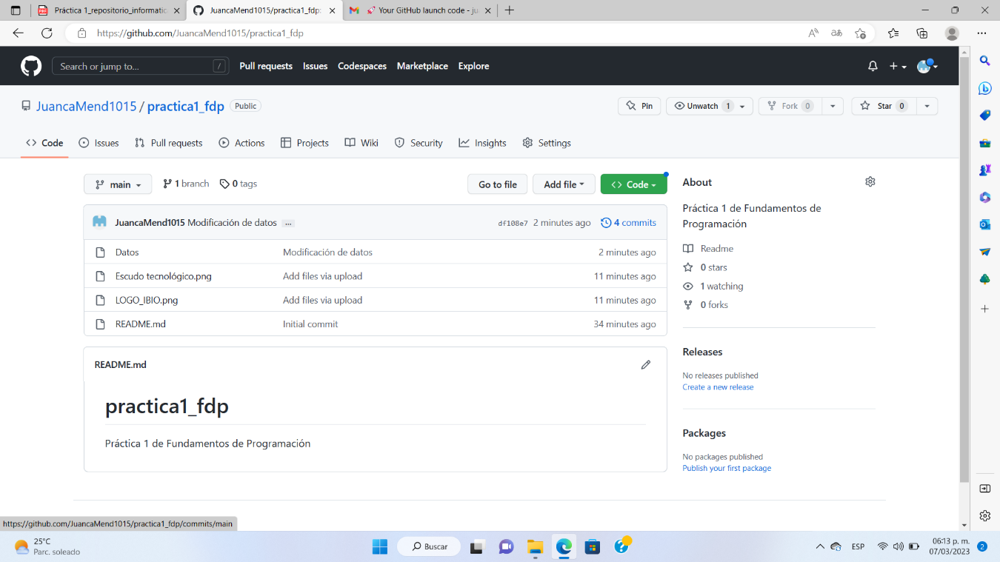 Práctica 1_repositorio_informatic
JuancaMend1015/practica1_fdp:
🚀 Your GitHub launch code - ju
https://github.com/JuancaMend1015/practica1_fdp
Search or jump to...
/
Pull requests
Issues
Codespaces
Marketplace
Explore
JuancaMend1015 / practica1_fdp
Public
Pin
Unwatch 1
Fork 0
Star 0
Code
Issues
Pull requests
Actions
Projects
Wiki
Security
Insights
Settings
main
1 branch
0 tags
Go to file
Add file
Code
About
Práctica 1 de Fundamentos de
Programación
JuancaMend1015 Modificación de datos ...
df108e7 2 minutes ago
4 commits
Datos
Modificación de datos
2 minutes ago
Escudo tecnológico.png
Add files via upload
11 minutes ago
LOGO_IBIO.png
Add files via upload
11 minutes ago
README.md
Initial commit
34 minutes ago
Readme
0 stars
1 watching
0 forks
README.md
practica1_fdp
Práctica 1 de Fundamentos de Programación
Releases
No releases published
Create a new release
Packages
No packages published
Publish your first package
https://github.com/JuancaMend1015/practica1_fdp/commits/main
25°C
Parc. soleado
Buscar
ESP
06:13 p. m.
07/03/2023
2